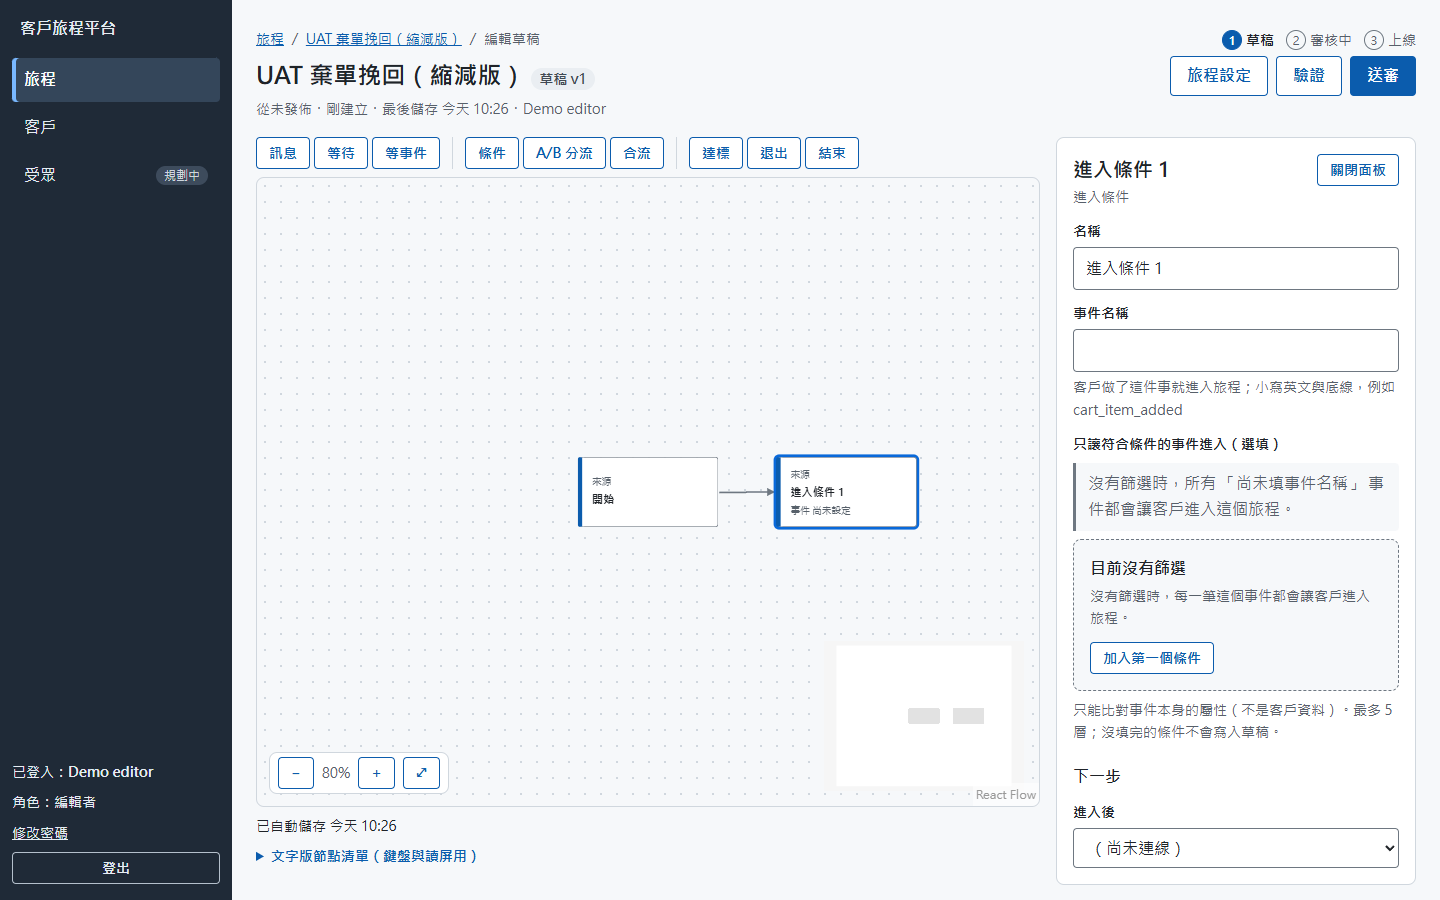 客戶旅程平台
旅程
客戶
受眾 規劃中
已登入：Demo editor
角色：編輯者
修改密碼
登出
旅程 / UAT 棄單挽回（縮減版） / 編輯草稿
UAT 棄單挽回（縮減版） 草稿 v1
從未發佈 · 剛建立 · 最後儲存 今天 10:26 · Demo editor
1 草稿 2 審核中 3 上線
旅程設定 驗證 送審
訊息 等待 等事件 條件 A/B 分流 合流 達標 退出 結束
來源
開始
來源
進入條件 1
事件 尚未設定
− 80% +
React Flow
已自動儲存 今天 10:26
▶ 文字版節點清單（鍵盤與讀屏用）
進入條件 1
關閉面板
進入條件
名稱
進入條件 1
事件名稱
客戶做了這件事就進入旅程；小寫英文與底線，例如
cart_item_added
只讓符合條件的事件進入（選填）
沒有篩選時，所有「尚未填事件名稱」事
件都會讓客戶進入這個旅程。
目前沒有篩選
沒有篩選時，每一筆這個事件都會讓客戶進入
旅程。
加入第一個條件
只能比對事件本身的屬性（不是客戶資料）。最多 5
層；沒填完的條件不會寫入草稿。
下一步
進入後
（尚未連線）